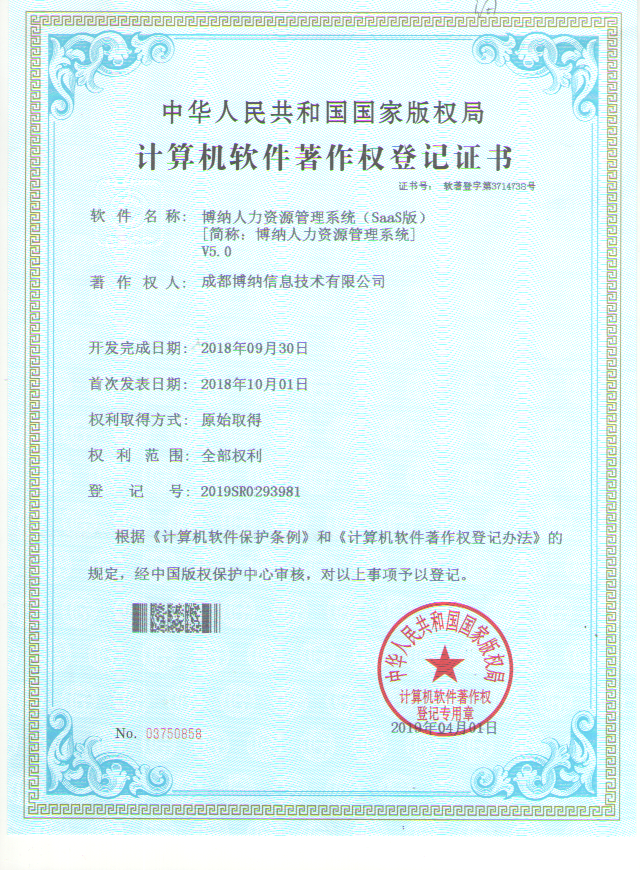 中华人民共和国国家版权局
计算机软件著作权登记证书
证书号： 软著登字第3714738号
软件名称： 博纳人力资源管理系统（SaaS版）
[简称：博纳人力资源管理系统]
V5.0
著作权人： 成都博纳信息技术有限公司
开发完成日期： 2018年09月30日
首次发表日期： 2018年10月01日
权利取得方式： 原始取得
权利范围： 全部权利
登记号： 2019SR0293981
根据《计算机软件保护条例》和《计算机软件著作权登记办法》的
规定，经中国版权保护中心审核，对以上事项予以登记。
中华人民共和国国家版权局
计算机软件著作权
登记专用章
2019年04月01日
No. 03750858